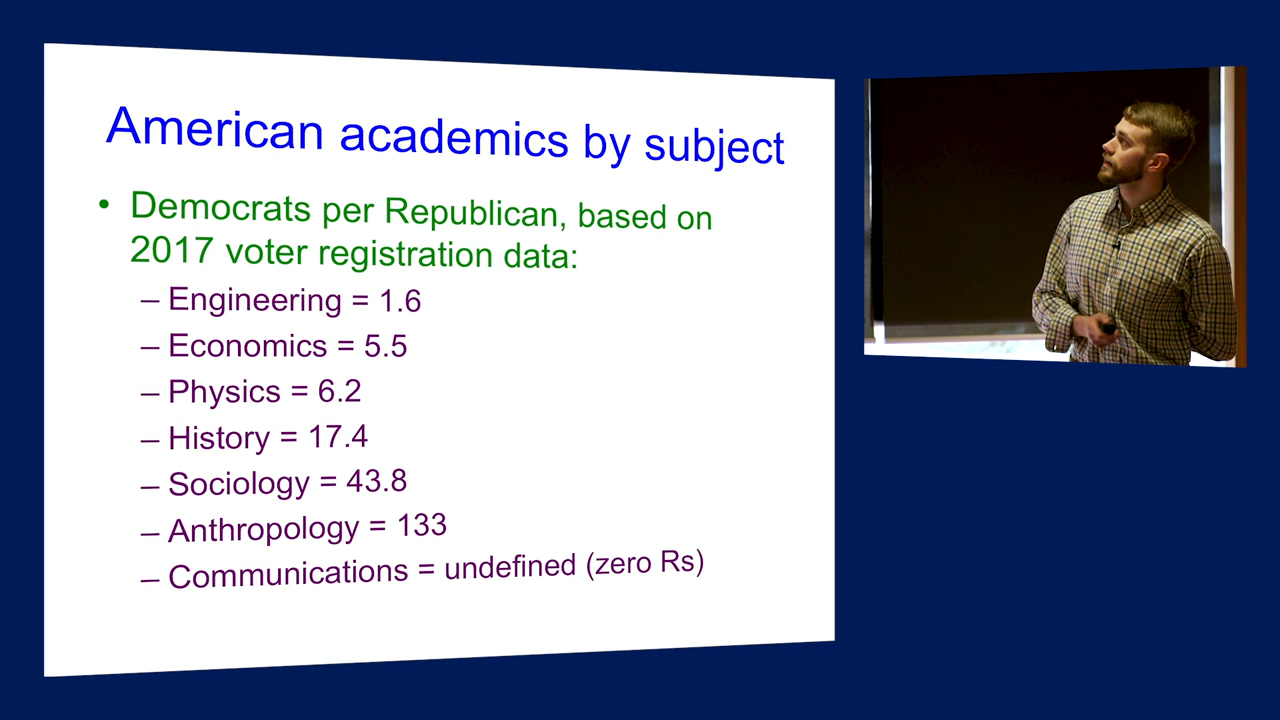 American academics by subject
• Democrats per Republican, based on
2017 voter registration data:
– Engineering = 1.6
– Economics = 5.5
– Physics = 6.2
– History = 17.4
– Sociology = 43.8
– Anthropology = 133
– Communications = undefined (zero Rs)